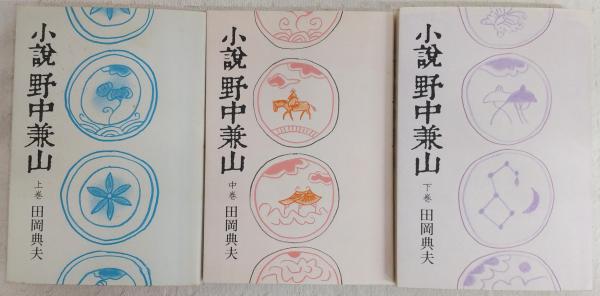 小說 野中兼山
上巻 田岡典夫
小說 野中兼山
中巻 田岡典夫
小說 野中兼山
下巻 田岡典夫